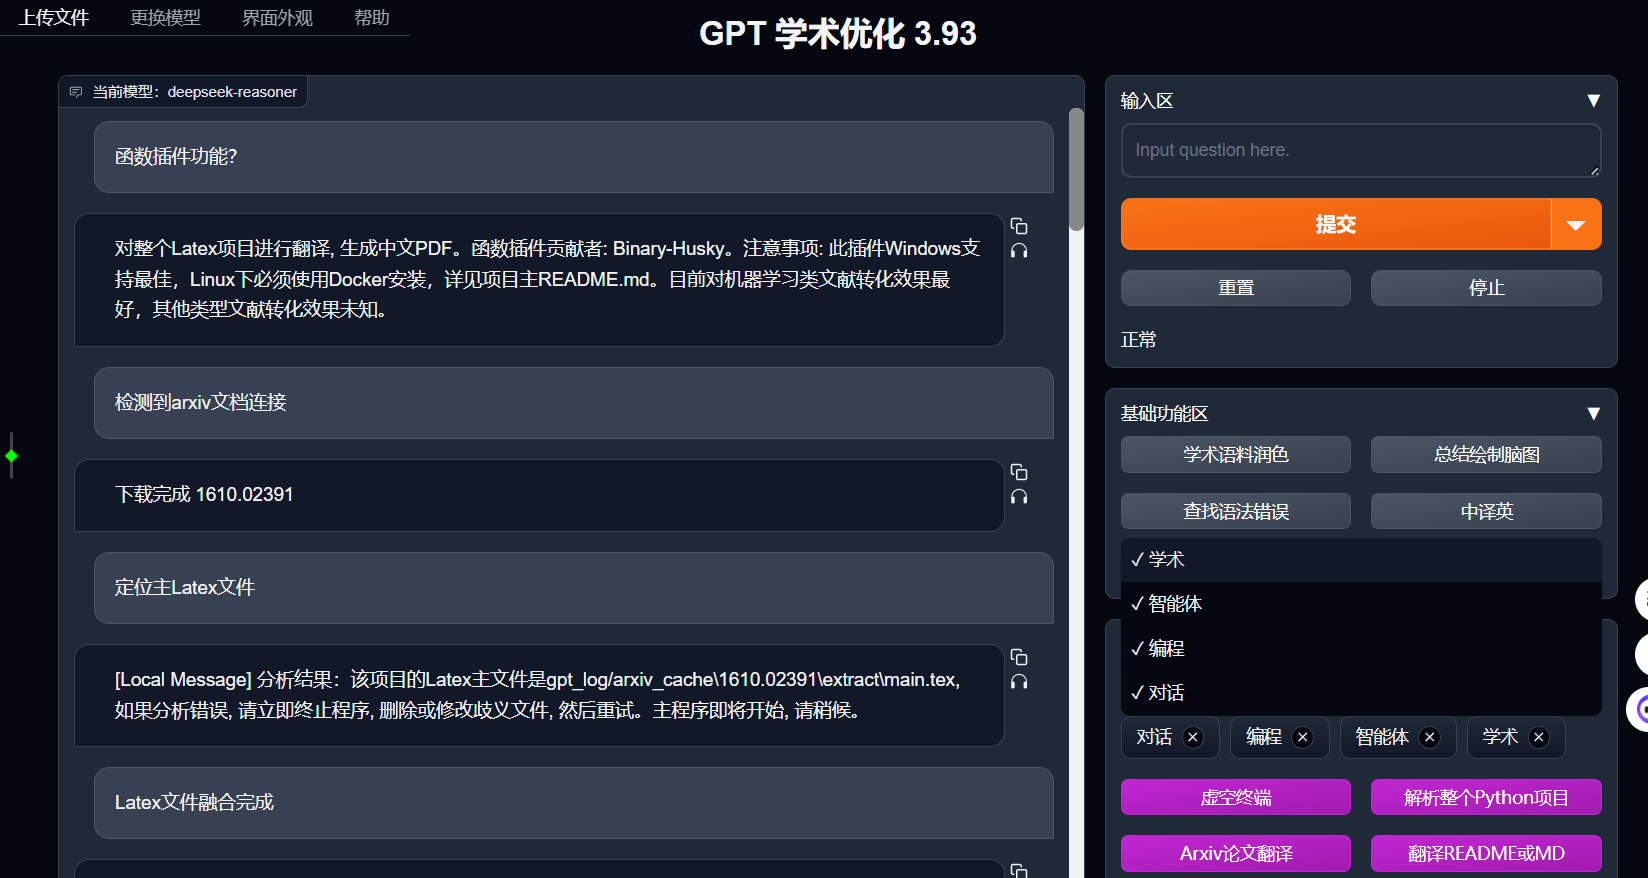 上传文件
更换模型
界面外观
帮助
GPT 学术优化 3.93
当前模型：deepseek-reasoner
函数插件功能?
对整个Latex项目进行翻译, 生成中文PDF。函数插件贡献者: Binary-Husky。注意事项: 此插件Windows支
持最佳，Linux下必须使用Docker安装，详见项目主README.md。目前对机器学习类文献转化效果最
好，其他类型文献转化效果未知。
检测到arxiv文档连接
下载完成 1610.02391
定位主Latex文件
[Local Message] 分析结果：该项目的Latex主文件是gpt_log/arxiv_cache\1610.02391\extract\main.tex,
如果分析错误, 请立即终止程序, 删除或修改歧义文件, 然后重试。主程序即将开始, 请稍候。
Latex文件融合完成
输入区
Input question here.
提交
重置
停止
正常
基础功能区
学术语料润色
总结绘制脑图
查找语法错误
中译英
✓ 学术
✓ 智能体
✓ 编程
✓ 对话
对话
编程
智能体
学术
虚空终端
解析整个Python项目
Arxiv论文翻译
翻译README或MD